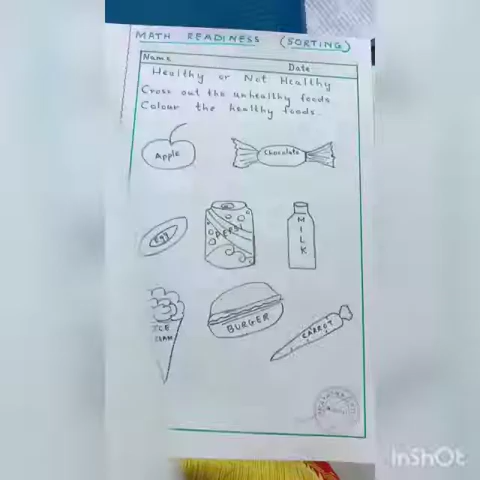 MATH READINESS (SORTING)
Name Date
Healthy or Not Healthy
Cross out the unhealthy foods
Colour the healthy foods.
Apple
Chocolate
Egg
PEPSI
MILK
ICE
BURGER
CARROT
InShOt